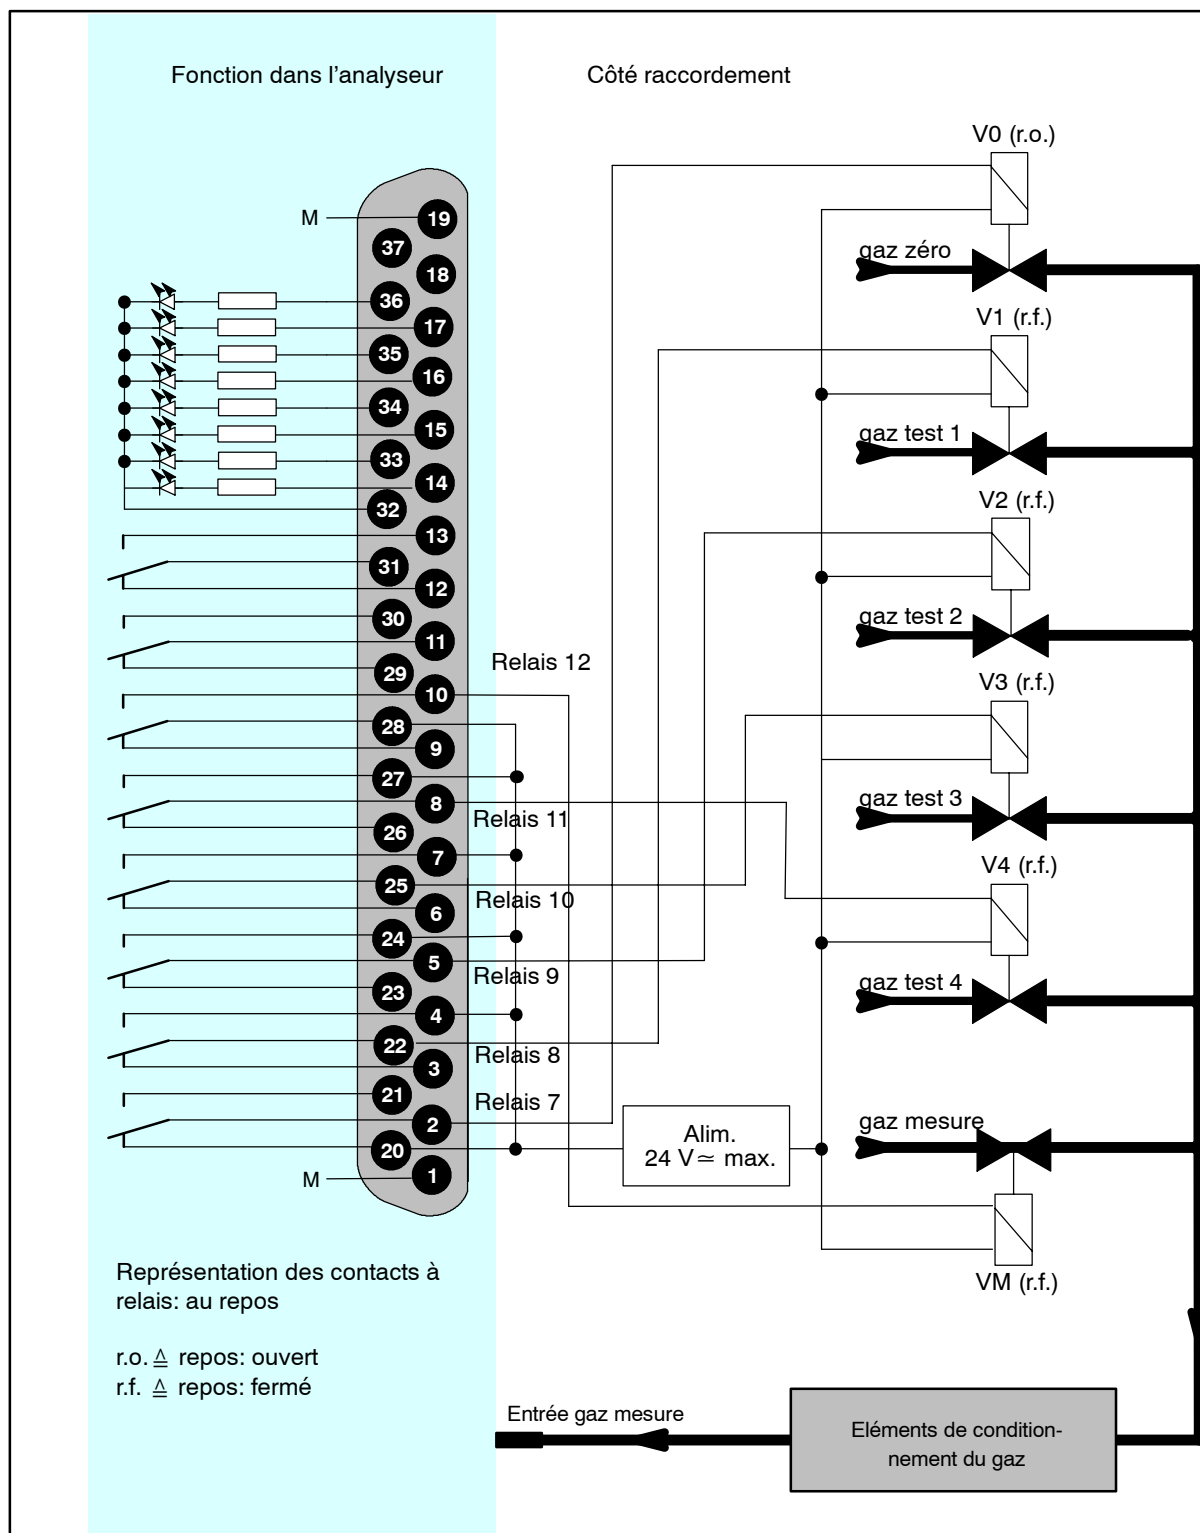 Fonction dans l'analyseur
Côté raccordement
V0 (r.o.)
M
19
37
gaz zéro
18
36
V1 (r.f.)
17
35
16
34
15
gaz test 1
33
14
V2 (r.f.)
32
13
31
12
30
gaz test 2
11
Relais 12
29
V3 (r.f.)
10
28
9
27
8
gaz test 3
Relais 11
26
7
V4 (r.f.)
25
Relais 10
6
24
5
Relais 9
gaz test 4
23
4
22
Relais 8
3
21
Relais 7
2
gaz mesure
Alim.
24 V ≃ max.
20
M
1
VM (r.f.)
Représentation des contacts à
relais: au repos
r.o. ≙ repos: ouvert
r.f. ≙ repos: fermé
Entrée gaz mesure
Eléments de condition-
nement du gaz